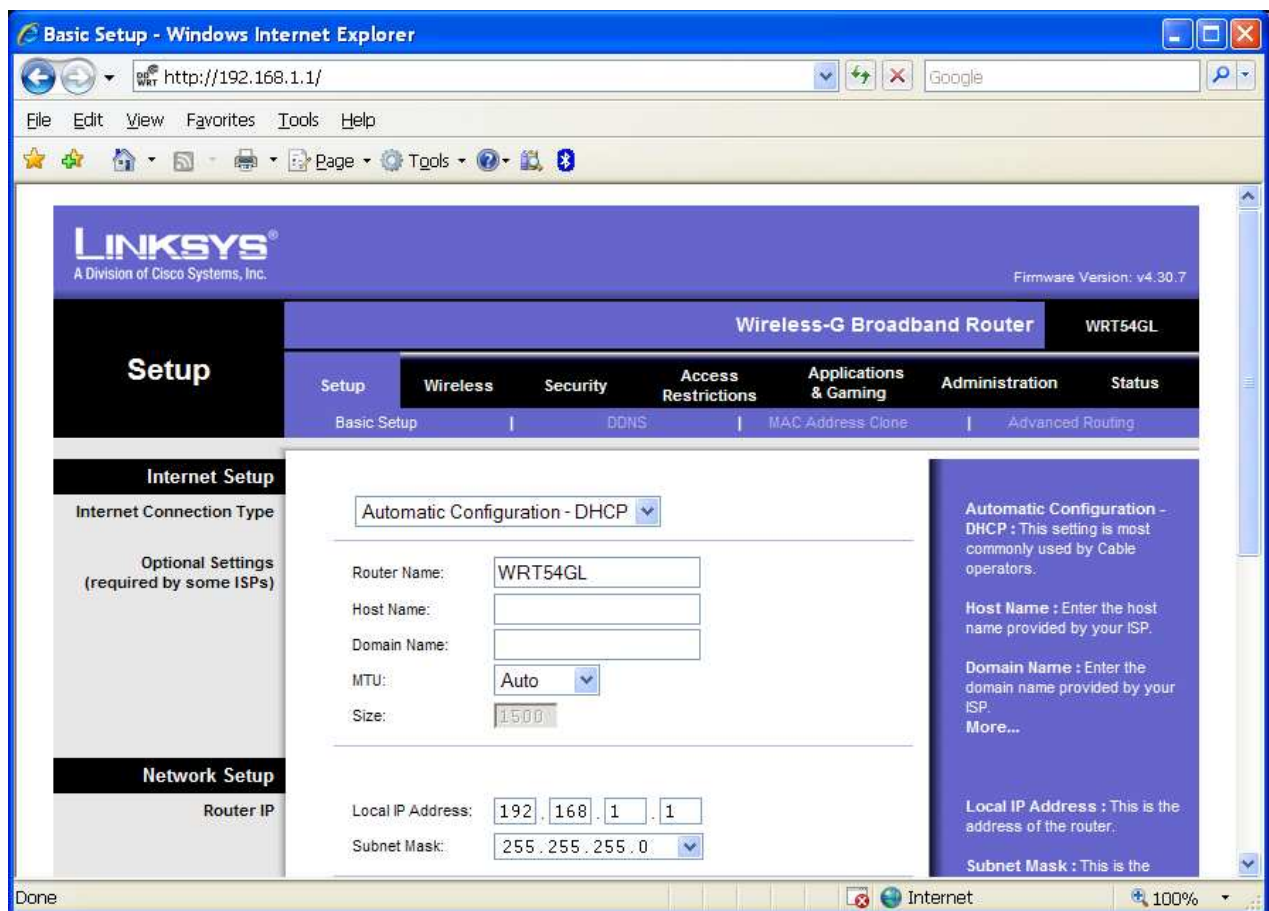 Basic Setup - Windows Internet Explorer
http://192.168.1.1/
Google
File Edit View Favorites Tools Help
Page Tools
LINKSYS®
A Division of Cisco Systems, Inc.
Firmware Version: v4.30.7
Wireless-G Broadband Router WRT54GL
Setup
Setup Wireless Security Access Restrictions Applications & Gaming Administration Status
Basic Setup | DDNS | MAC Address Clone | Advanced Routing
Internet Setup
Internet Connection Type
Automatic Configuration - DHCP
Optional Settings
(required by some ISPs)
Router Name: WRT54GL
Host Name:
Domain Name:
MTU: Auto
Size: 1500
Automatic Configuration -
DHCP : This setting is most
commonly used by Cable
operators.
Host Name : Enter the host
name provided by your ISP.
Domain Name : Enter the
domain name provided by your
ISP.
More...
Network Setup
Router IP
Local IP Address: 192 . 168 . 1 . 1
Subnet Mask: 255.255.255.0
Local IP Address : This is the
address of the router.
Subnet Mask : This is the
Done
Internet
100%